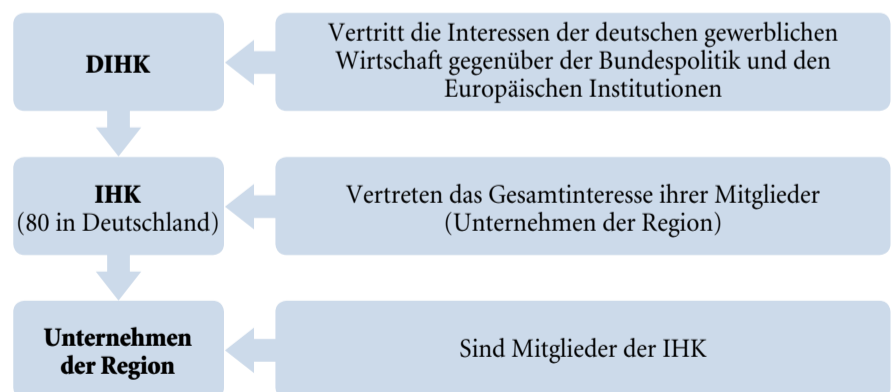 DIHK
Vertritt die Interessen der deutschen gewerblichen
Wirtschaft gegenüber der Bundespolitik und den
Europäischen Institutionen
IHK
(80 in Deutschland)
Vertreten das Gesamtinteresse ihrer Mitglieder
(Unternehmen der Region)
Unternehmen
der Region
Sind Mitglieder der IHK